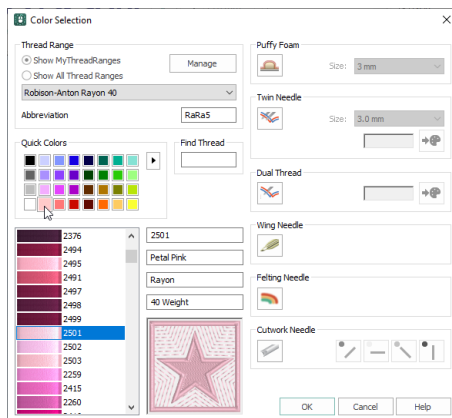 Color Selection
Thread Range
Show MyThreadRanges
Manage
Show All Thread Ranges
Robison-Anton Rayon 40
Abbreviation
RaRa5
Quick Colors
Find Thread
2376
2494
2495
2491
2497
2498
2499
2501
2502
2503
2259
2415
2260
2501
Petal Pink
Rayon
40 Weight
Puffy Foam
Size:
3 mm
Twin Needle
Size:
3.0 mm
Dual Thread
Wing Needle
Felting Needle
Cutwork Needle
OK
Cancel
Help